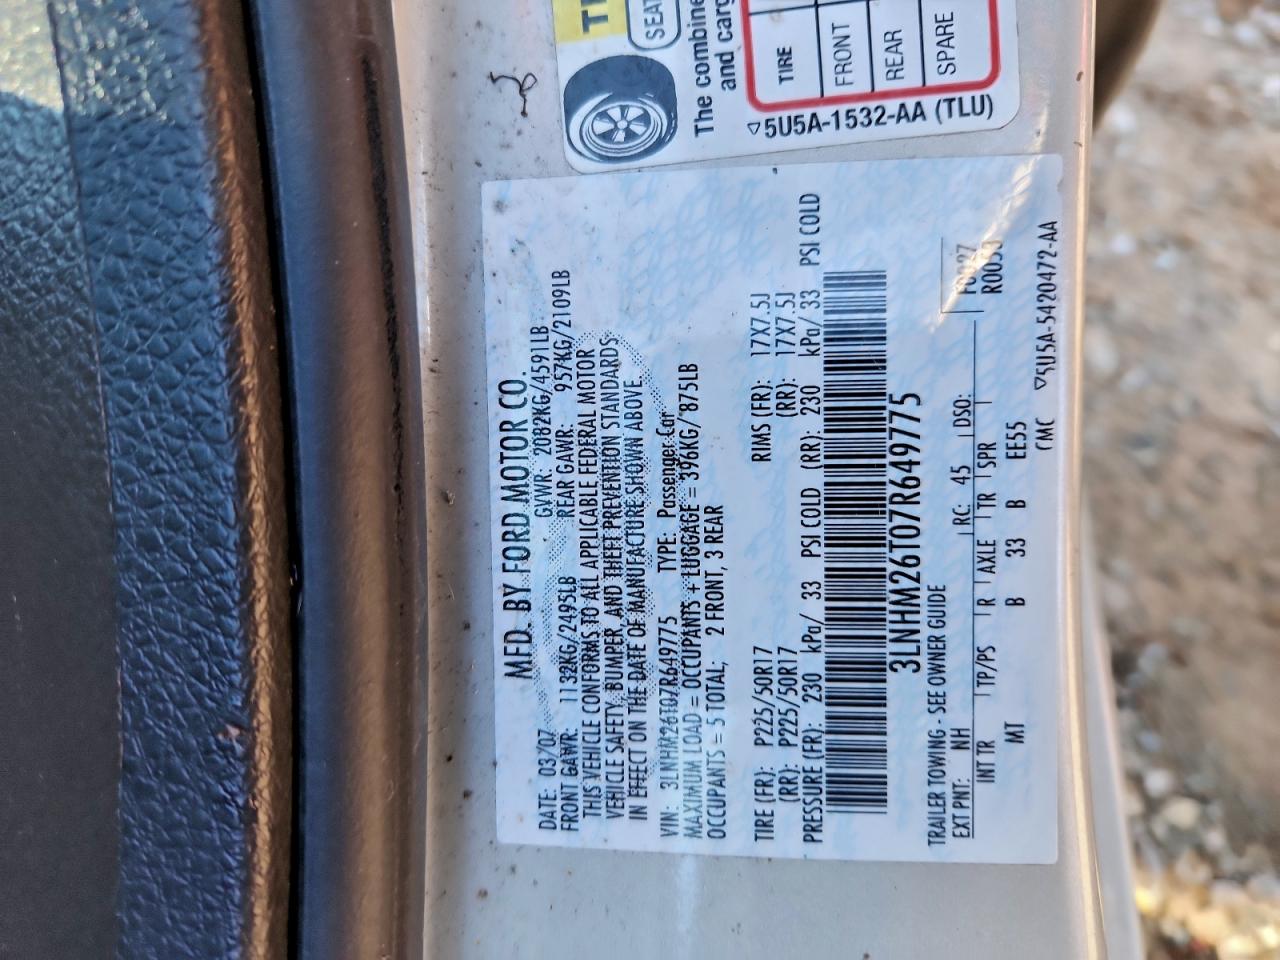 SEAT
The combine
and carg
TIRE
FRONT
REAR
SPARE
5U5A-1532-AA (TLU)
MFD. BY FORD MOTOR CO.
DATE: 03/07 GVWR 2082KG/4591LB
FRONT GAWR: 1132KG/2495LB REAR GAWR: 957KG/2109LB
THIS VEHICLE CONFORMS TO ALL APPLICABLE FEDERAL MOTOR
VEHICLE SAFETY, BUMPER, AND THEFT PREVENTION STANDARDS
IN EFFECT ON THE DATE OF MANUFACTURE SHOWN ABOVE.
VIN: 3LNHM26T07R649775 TYPE: Passenger Car
MAXIMUM LOAD = OCCUPANTS + LUGGAGE = 396KG/ 875LB
OCCUPANTS = 5 TOTAL; 2 FRONT, 3 REAR
TIRE (FR): P225/50R17 RIMS (FR): 17X7.5J
(RR): P225/50R17 (RR): 17X7.5J
PRESSURE (FR): 230 kPa/ 33 PSI COLD (RR): 230 kPa/ 33 PSI COLD
3LNHM26T07R649775
TRAILER TOWING - SEE OWNER GUIDE
EXT PNT: NH RC: 45 DSO: F0027
INT TR TP/PS R AXLE TR SPR R0053
MT B 33 B EE55
CMC 5U5A-5420472-AA